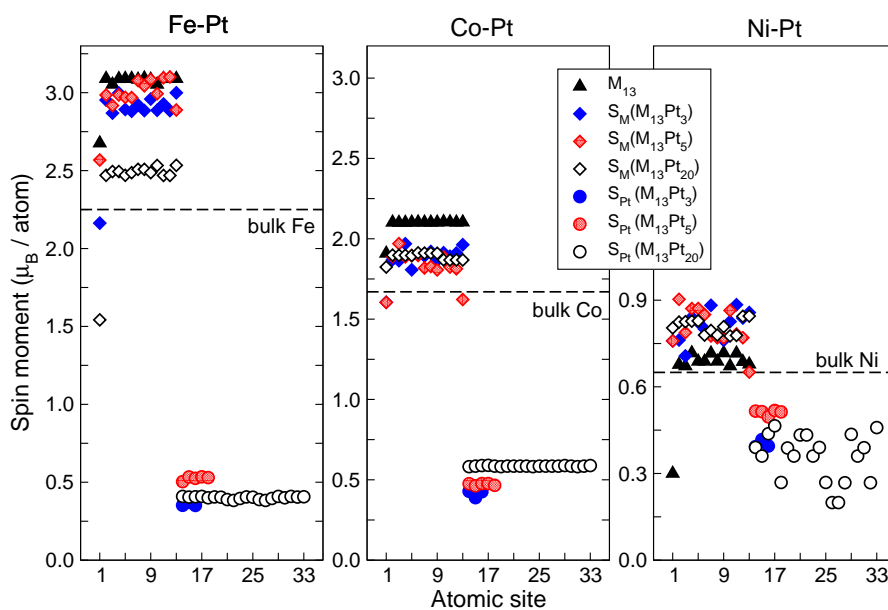 Fe-Pt
Co-Pt
Ni-Pt
Spin moment (μB / atom)
3.0
2.5
2.0
1.5
1.0
0.5
0.0
bulk Fe
1 9 17 25 33
3.0
2.5
2.0
1.5
1.0
0.5
0.0
bulk Co
1 9 17 25 33
Atomic site
M13
SM(M13Pt3)
SM(M13Pt5)
SM(M13Pt20)
SPt(M13Pt3)
SPt(M13Pt5)
SPt(M13Pt20)
0.9
0.6
0.3
0.0
bulk Ni
1 9 17 25 33